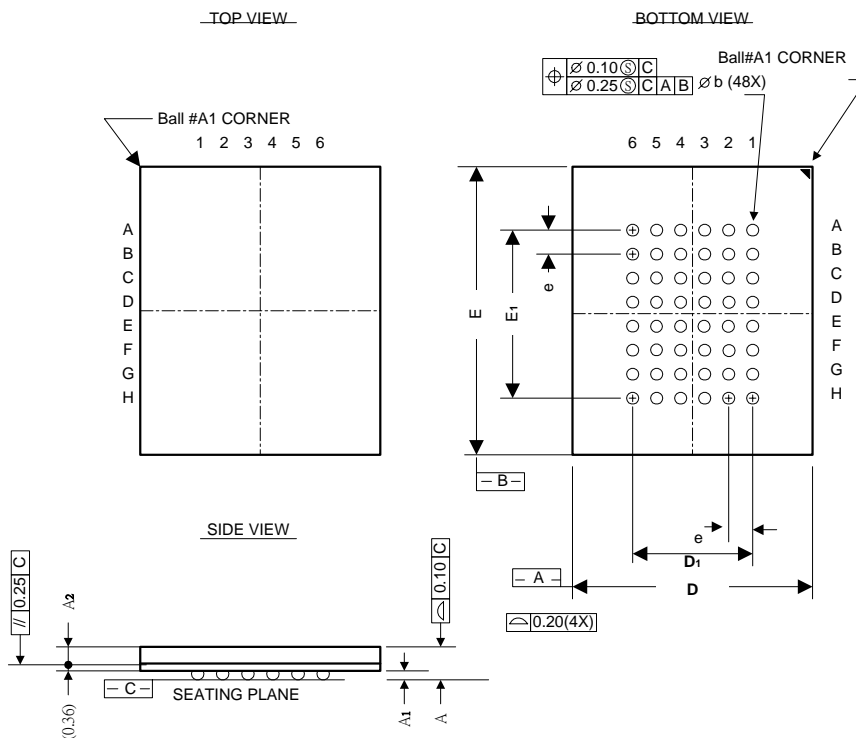 TOP VIEW
Ball #A1 CORNER
1 2 3 4 5 6
A
B
C
D
E
F
G
H
BOTTOM VIEW
Ball#A1 CORNER
⌖ ⌀ 0.10 Ⓢ C
⌀ 0.25 Ⓢ C A B
⌀ b (48X)
6 5 4 3 2 1
A
B
C
D
E
F
G
H
e
E1
E
– B –
e
D1
– A –
D
⌓ 0.20(4X)
SIDE VIEW
// 0.25 C
A2
⌓ 0.10 C
– C –
SEATING PLANE
(0.36)
A1
A